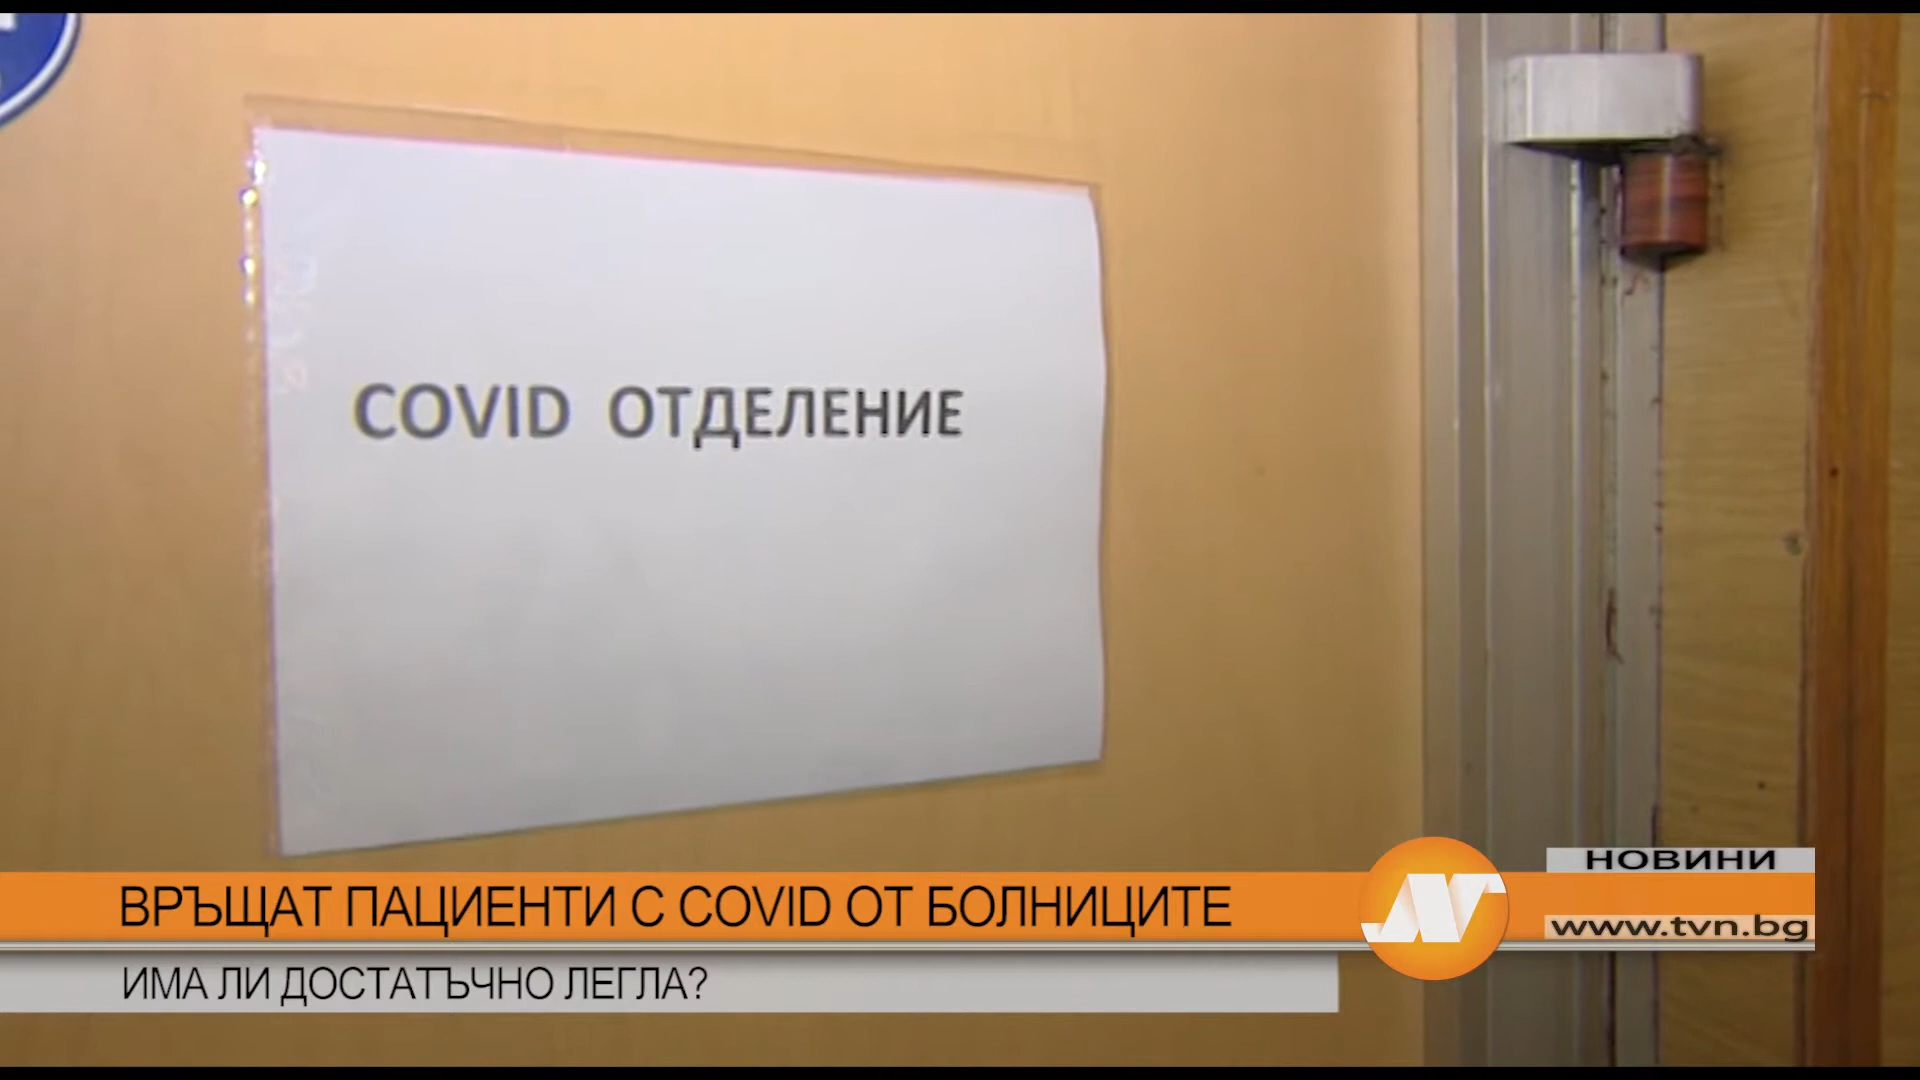 COVID ОТДЕЛЕНИЕ
ВРЪЩАТ ПАЦИЕНТИ С COVID ОТ БОЛНИЦИТЕ
ИМА ЛИ ДОСТАТЪЧНО ЛЕГЛА?
НОВИНИ
www.tvn.bg